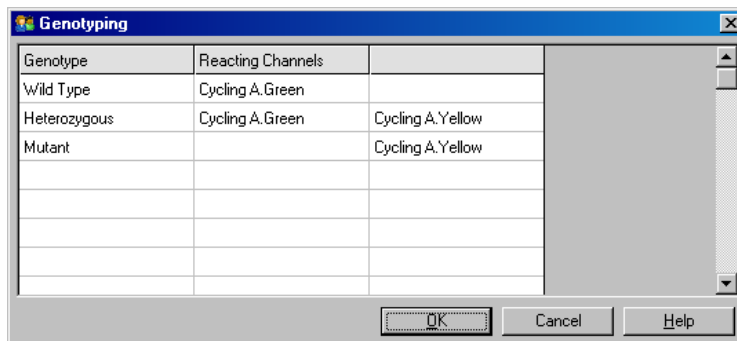 Genotyping
Genotype Reacting Channels
Wild Type Cycling A.Green
Heterozygous Cycling A.Green Cycling A.Yellow
Mutant Cycling A.Yellow
OK Cancel Help